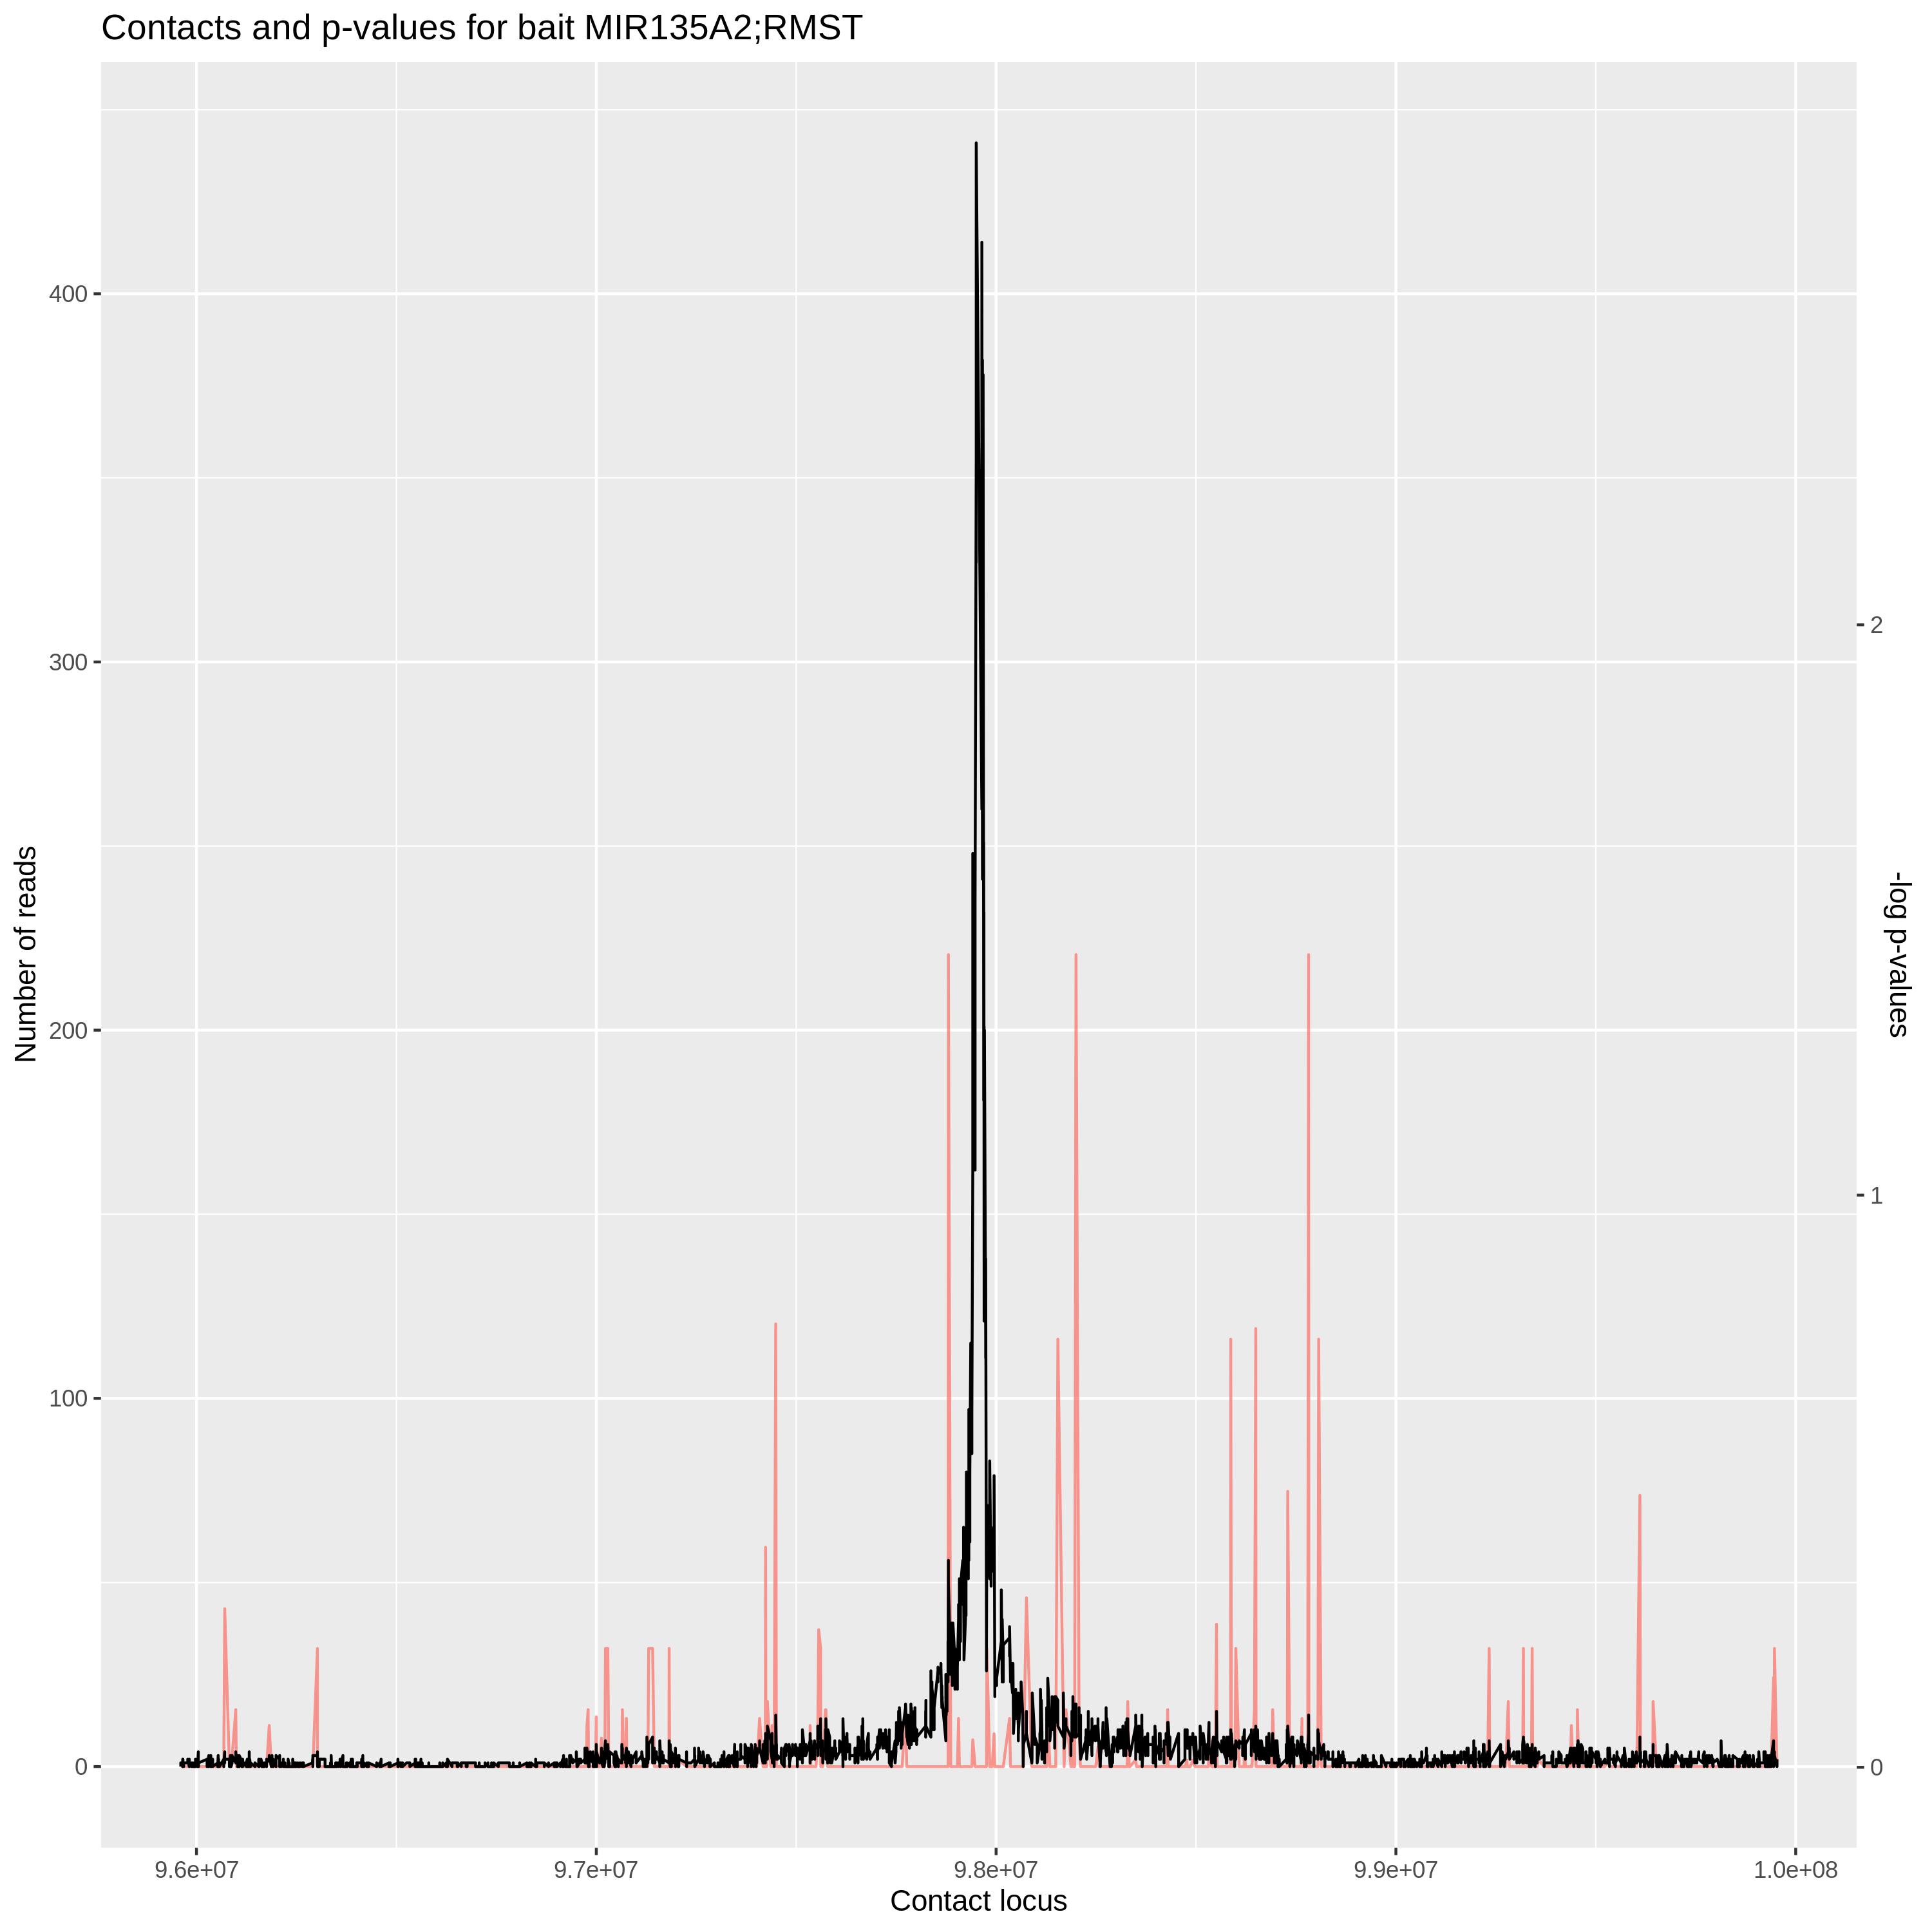 Contacts and p-values for bait MIR135A2;RMST
Number of reads
400
300
200
100
0
2
1
0
-log p-values
9.6e+07
9.7e+07
9.8e+07
9.9e+07
1.0e+08
Contact locus